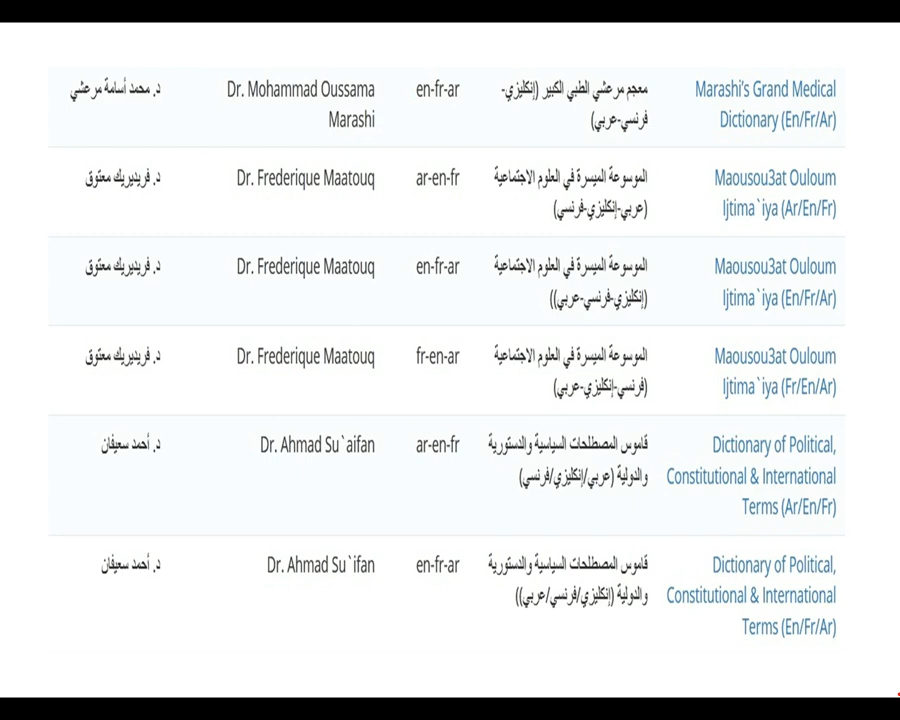 Marashi's Grand Medical
Dictionary (En/Fr/Ar)
معجم مرعشي الطبي الكبير (إنكليزي-
فرنسي-عربي)
en-fr-ar
Dr. Mohammad Oussama
Marashi
د. محمد أسامة مرعشي
Maousou3at Ouloum
Ijtima`iya (Ar/En/Fr)
الموسوعة الميسرة في العلوم الاجتماعية
(عربي-إنكليزي-فرنسي)
ar-en-fr
Dr. Frederique Maatouq
د. فريديريك معتوق
Maousou3at Ouloum
Ijtima`iya (En/Fr/Ar)
الموسوعة الميسرة في العلوم الاجتماعية
(إنكليزي-فرنسي-عربي))
en-fr-ar
Dr. Frederique Maatouq
د. فريديريك معتوق
Maousou3at Ouloum
Ijtima`iya (Fr/En/Ar)
الموسوعة الميسرة في العلوم الاجتماعية
(فرنسي-إنكليزي-عربي)
fr-en-ar
Dr. Frederique Maatouq
د. فريديريك معتوق
Dictionary of Political,
Constitutional & International
Terms (Ar/En/Fr)
قاموس المصطلحات السياسية والدستورية
والدولية (عربي/إنكليزي/فرنسي)
ar-en-fr
Dr. Ahmad Su`aifan
د. أحمد سعيفان
Dictionary of Political,
Constitutional & International
Terms (En/Fr/Ar)
قاموس المصطلحات السياسية والدستورية
والدولية (إنكليزي/فرنسي/عربي))
en-fr-ar
Dr. Ahmad Su`ifan
د. أحمد سعيفان